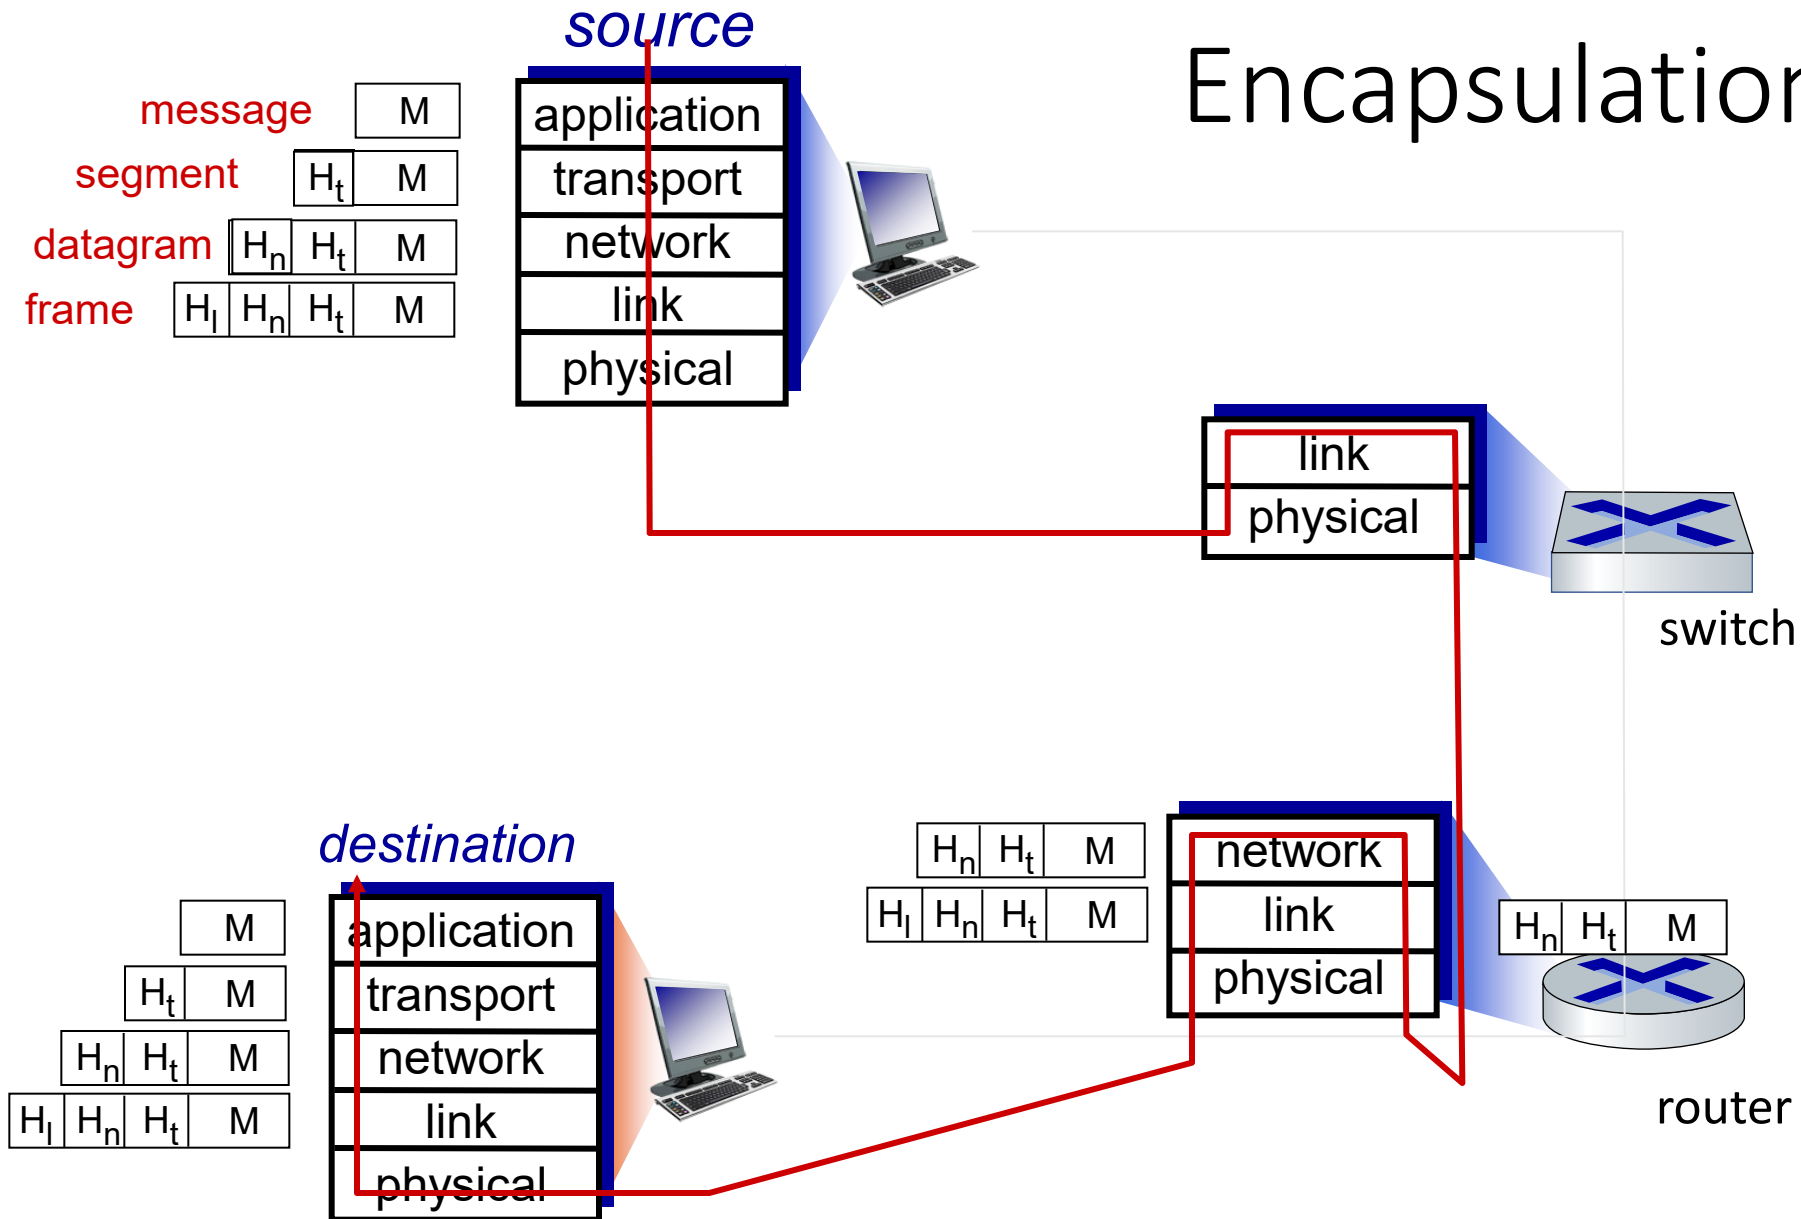 source
Encapsulation
message M
segment Ht M
datagram Hn Ht M
frame Hl Hn Ht M
application
transport
network
link
physical
link
physical
switch
destination
M
Ht M
Hn Ht M
Hl Hn Ht M
application
transport
network
link
physical
Hn Ht M
Hl Hn Ht M
network
link
physical
Hn Ht M
router